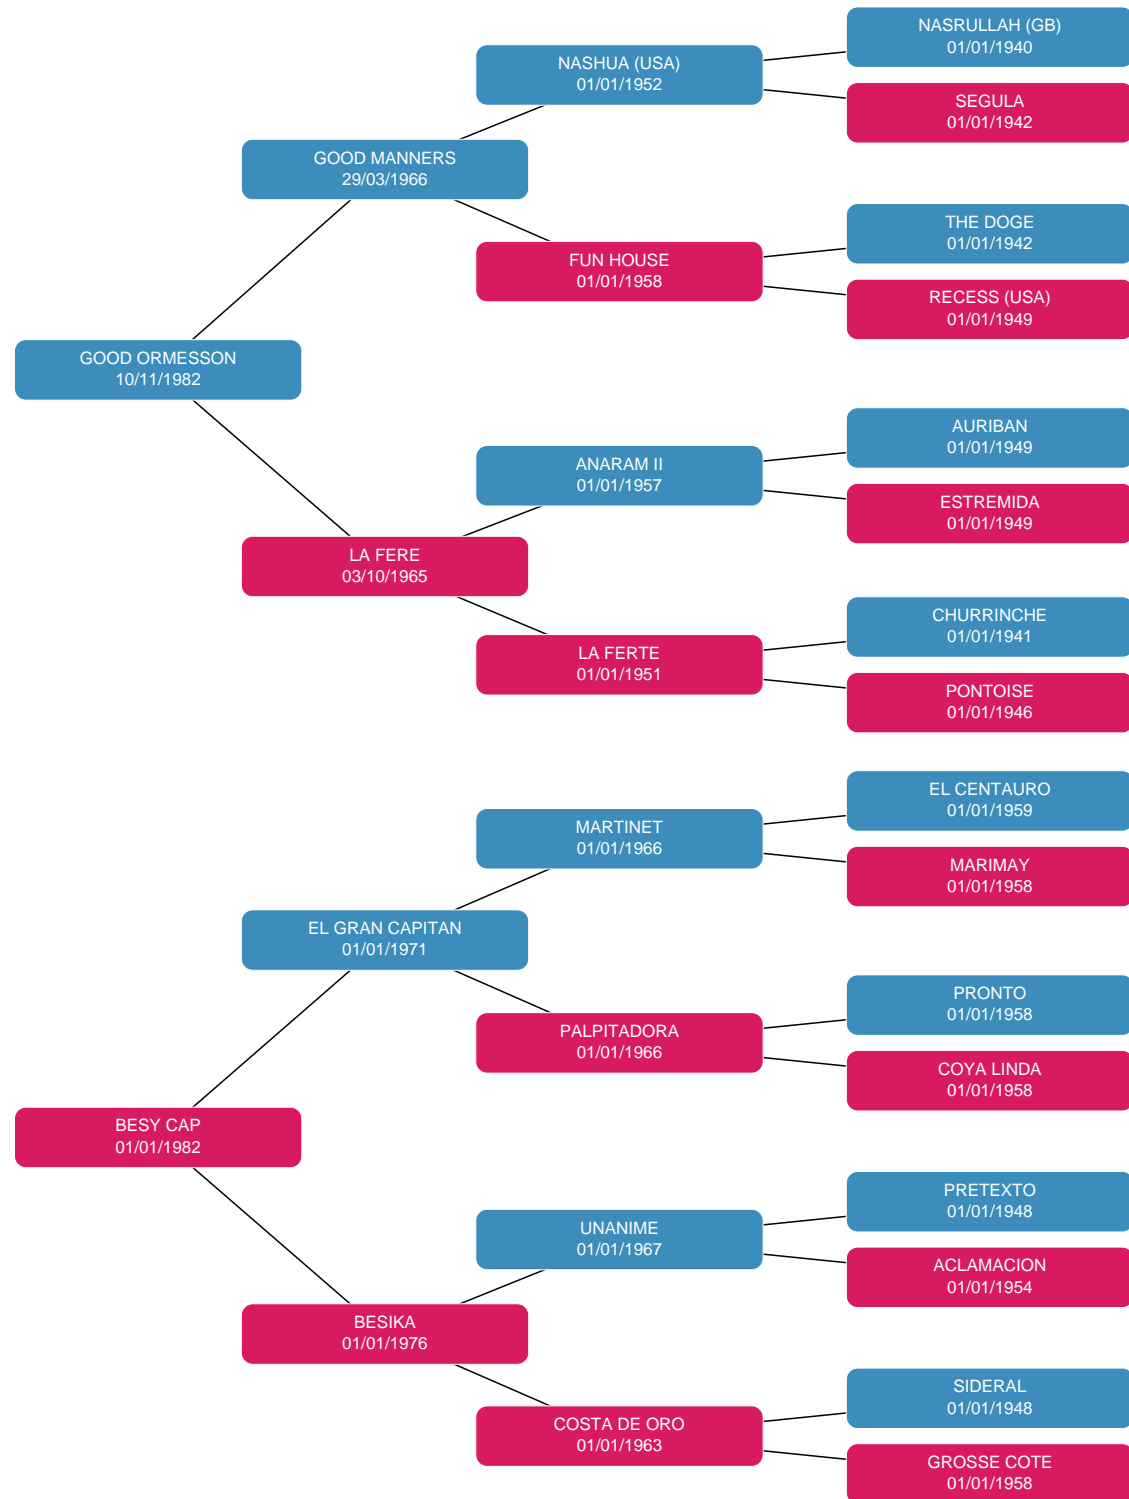 NASRULLAH (GB)
01/01/1940
NASHUA (USA)
01/01/1952
SEGULA
01/01/1942
GOOD MANNERS
29/03/1966
THE DOGE
01/01/1942
FUN HOUSE
01/01/1958
RECESS (USA)
01/01/1949
GOOD ORMESSON
10/11/1982
AURIBAN
01/01/1949
ANARAM II
01/01/1957
ESTREMIDA
01/01/1949
LA FERE
03/10/1965
CHURRINCHE
01/01/1941
LA FERTE
01/01/1951
PONTOISE
01/01/1946
EL CENTAURO
01/01/1959
MARTINET
01/01/1966
MARIMAY
01/01/1958
EL GRAN CAPITAN
01/01/1971
PRONTO
01/01/1958
PALPITADORA
01/01/1966
COYA LINDA
01/01/1958
BESY CAP
01/01/1982
PRETEXTO
01/01/1948
UNANIME
01/01/1967
ACLAMACION
01/01/1954
BESIKA
01/01/1976
SIDERAL
01/01/1948
COSTA DE ORO
01/01/1963
GROSSE COTE
01/01/1958